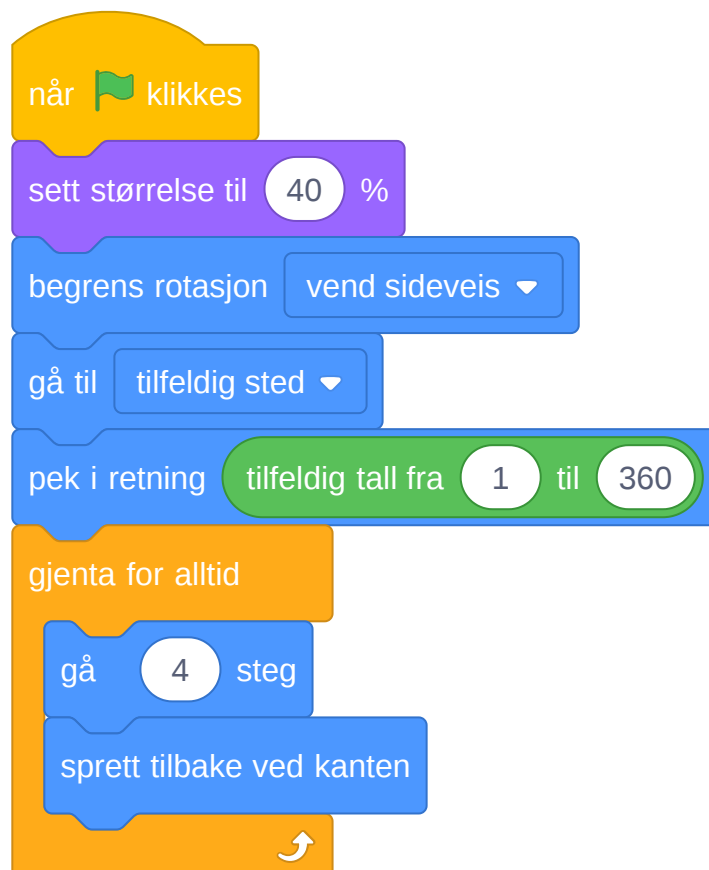 når klikkes
sett størrelse til 40 %
begrens rotasjon vend sideveis
gå til tilfeldig sted
pek i retning tilfeldig tall fra 1 til 360
gjenta for alltid
gå 4 steg
sprett tilbake ved kanten